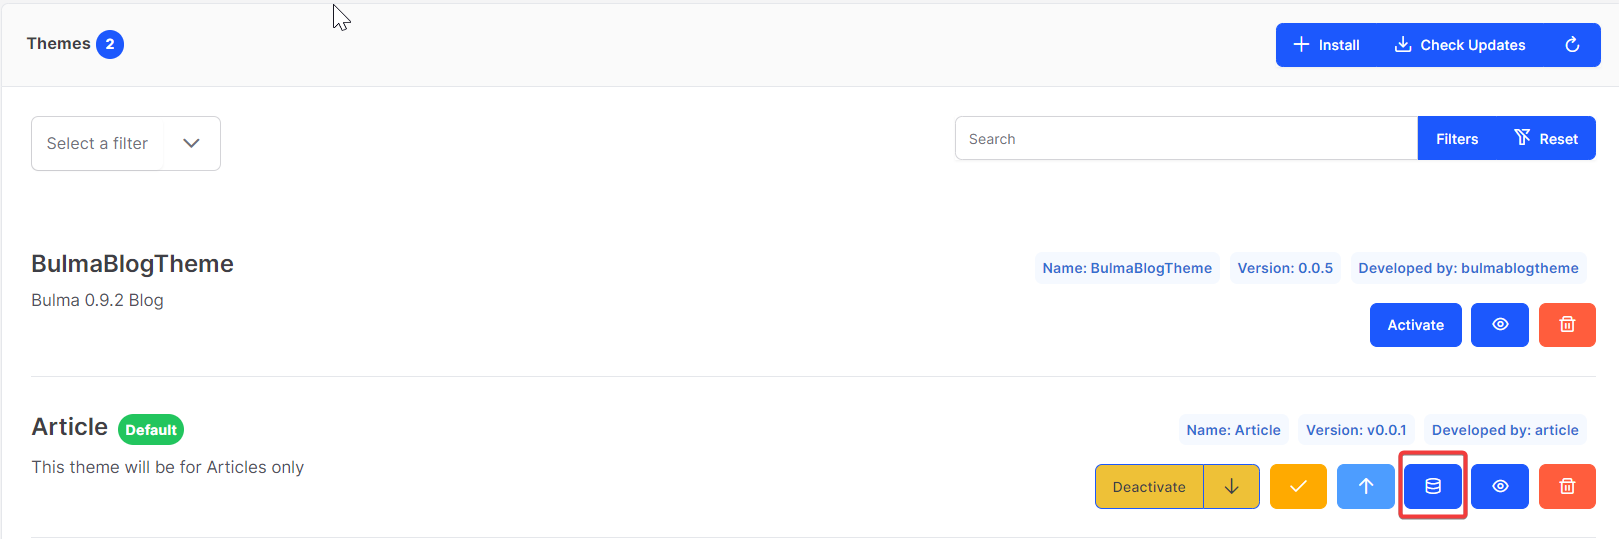 Themes 2
Install Check Updates
Select a filter
Search Filters Reset
BulmaBlogTheme
Name: BulmaBlogTheme Version: 0.0.5 Developed by: bulmablogtheme
Bulma 0.9.2 Blog
Activate
Article Default
Name: Article Version: v0.0.1 Developed by: article
This theme will be for Articles only
Deactivate